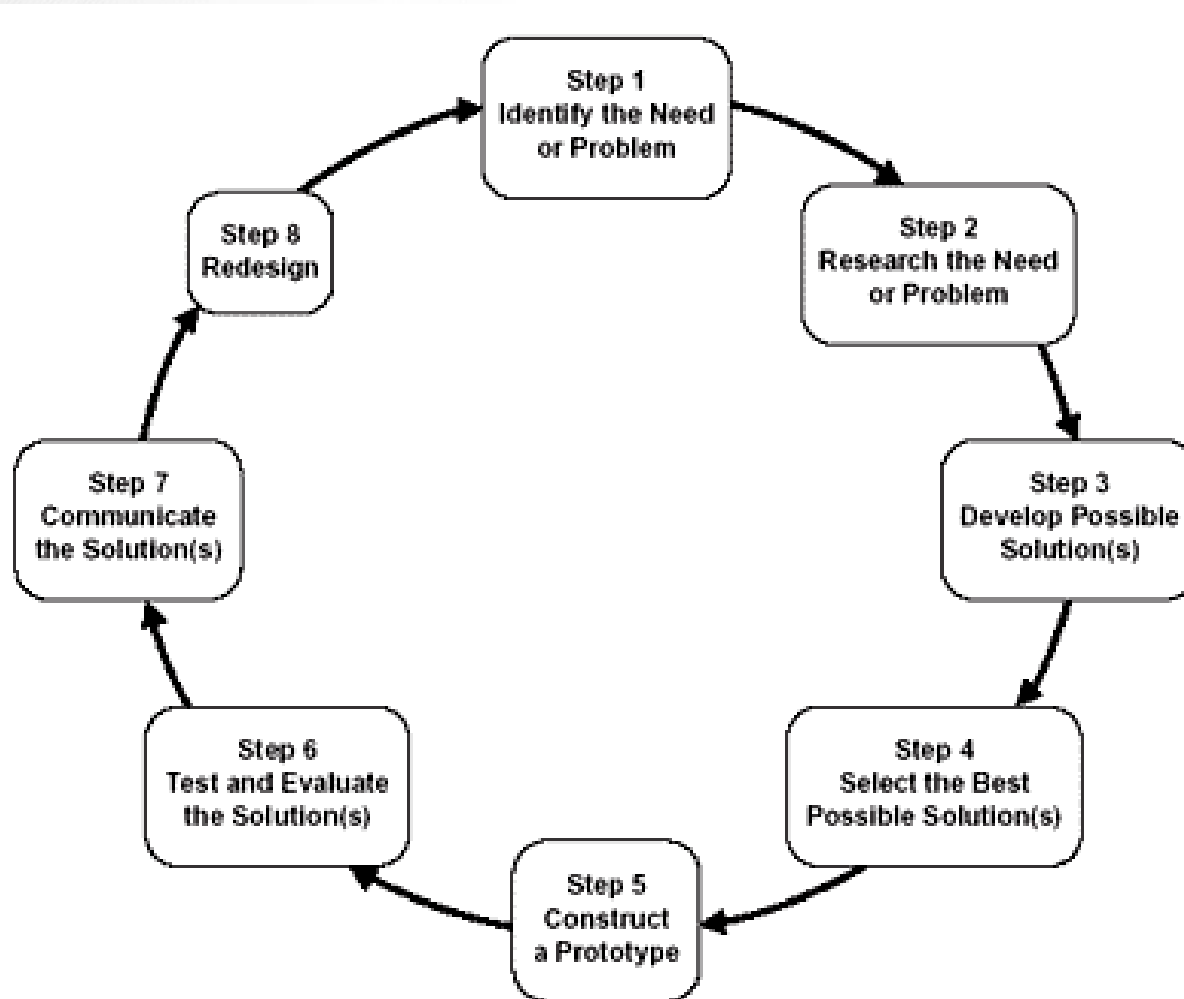 Step 1
Identify the Need
or Problem
Step 2
Research the Need
or Problem
Step 3
Develop Possible
Solution(s)
Step 4
Select the Best
Possible Solution(s)
Step 5
Construct
a Prototype
Step 6
Test and Evaluate
the Solution(s)
Step 7
Communicate
the Solution(s)
Step 8
Redesign